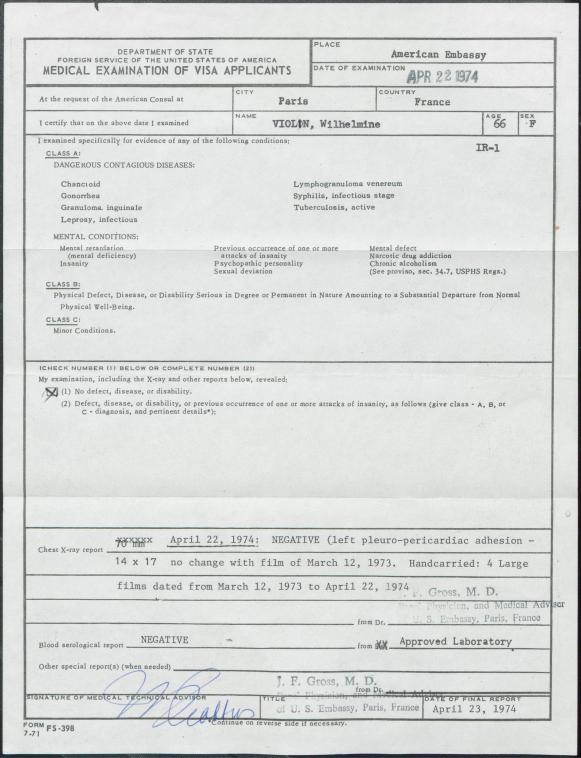 DEPARTMENT OF STATE
FOREIGN SERVICE OF THE UNITED STATES OF AMERICA
MEDICAL EXAMINATION OF VISA APPLICANTS
PLACE
American Embassy
DATE OF EXAMINATION
APR 22 1974
At the request of the American Consul at
CITY
Paris
COUNTRY
France
I certify that on the above date I examined
NAME
VIOLIN, Wilhelmine
AGE
66
SEX
F
I examined specifically for evidence of any of the following conditions:
IR-1
CLASS A:
DANGEROUS CONTAGIOUS DISEASES:
Chancroid
Gonorrhea
Granuloma inguinale
Leprosy, infectious
Lymphogranuloma venereum
Syphilis, infectious stage
Tuberculosis, active
MENTAL CONDITIONS:
Mental retardation
(mental deficiency)
Insanity
Previous occurrence of one or more
attacks of insanity
Psychopathic personality
Sexual deviation
Mental defect
Narcotic drug addiction
Chronic alcoholism
(See proviso, sec. 34.7, USPHS Regs.)
CLASS B:
Physical Defect, Disease, or Disability Serious in Degree or Permanent in Nature Amounting to a Substantial Departure from Normal
Physical Well-Being.
CLASS C:
Minor Conditions.
(CHECK NUMBER (1) BELOW OR COMPLETE NUMBER (2))
My examination, including the X-ray and other reports below, revealed:
(1) No defect, disease, or disability.
(2) Defect, disease, or disability, or previous occurrence of one or more attacks of insanity, as follows (give class - A, B, or
C - diagnosis, and pertinent details*):
Chest X-ray report
70 mm
April 22, 1974: NEGATIVE (left pleuro-pericardiac adhesion -
14 x 17 no change with film of March 12, 1973. Handcarried: 4 Large
films dated from March 12, 1973 to April 22, 1974
F. Gross, M. D.
Physician, and Medical Adviser
U. S. Embassy, Paris, France
from Dr.
Blood serological report
NEGATIVE
from
Approved Laboratory
Other special report(s) (when needed)
J. F. Gross, M. D.
from Dr.
of U. S. Embassy, Paris, France
SIGNATURE OF MEDICAL TECHNICAL ADVISOR
TITLE
DATE OF FINAL REPORT
April 23, 1974
*Continue on reverse side if necessary.
FORM FS-398
7-71